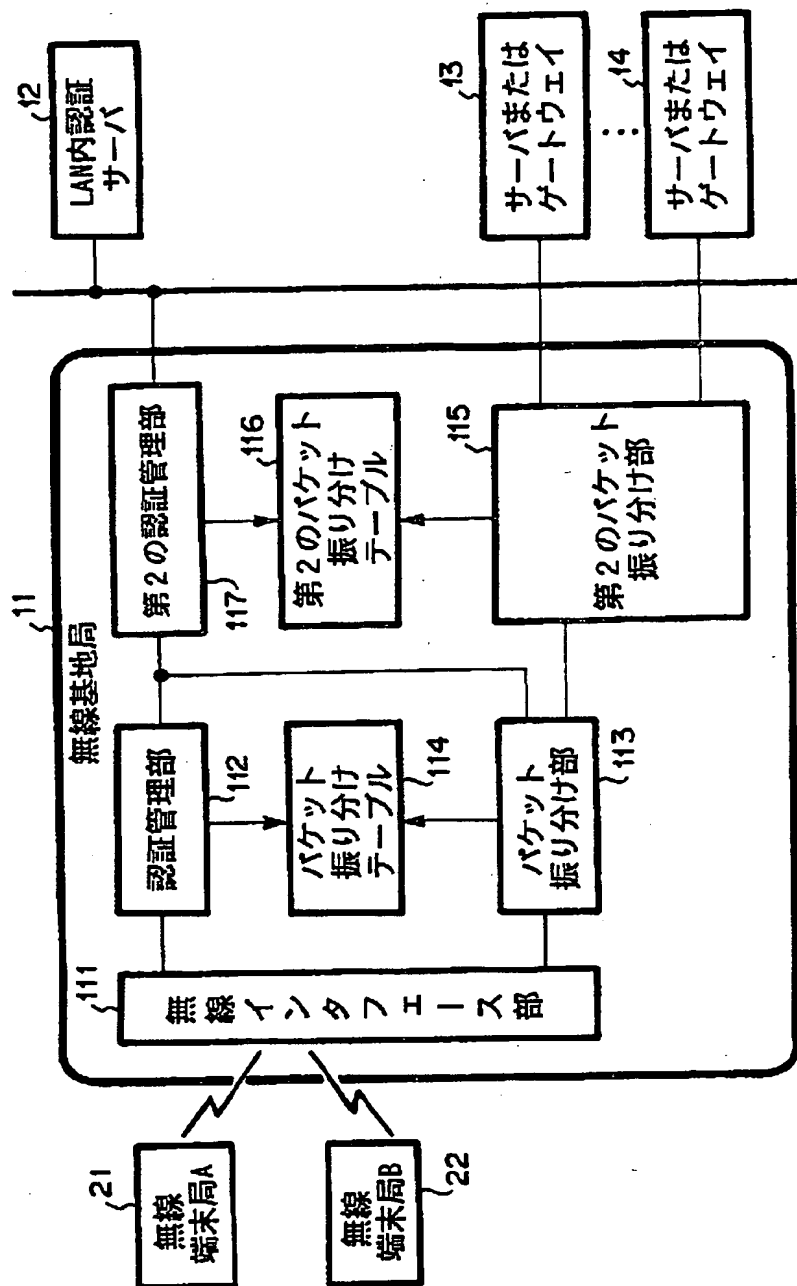 11
無線基地局
21
無線
端末局A
無線
端末局B
22
111
無線インタフェース部
認証管理部
112
パケット
振り分け
テーブル
114
パケット
振り分け部
113
第2の認証管理部
117
116
第2のパケット
振り分け
テーブル
115
第2のパケット
振り分け部
12
LAN内認証
サーバ
13
サーバまたは
ゲートウェイ
⋮
14
サーバまたは
ゲートウェイ